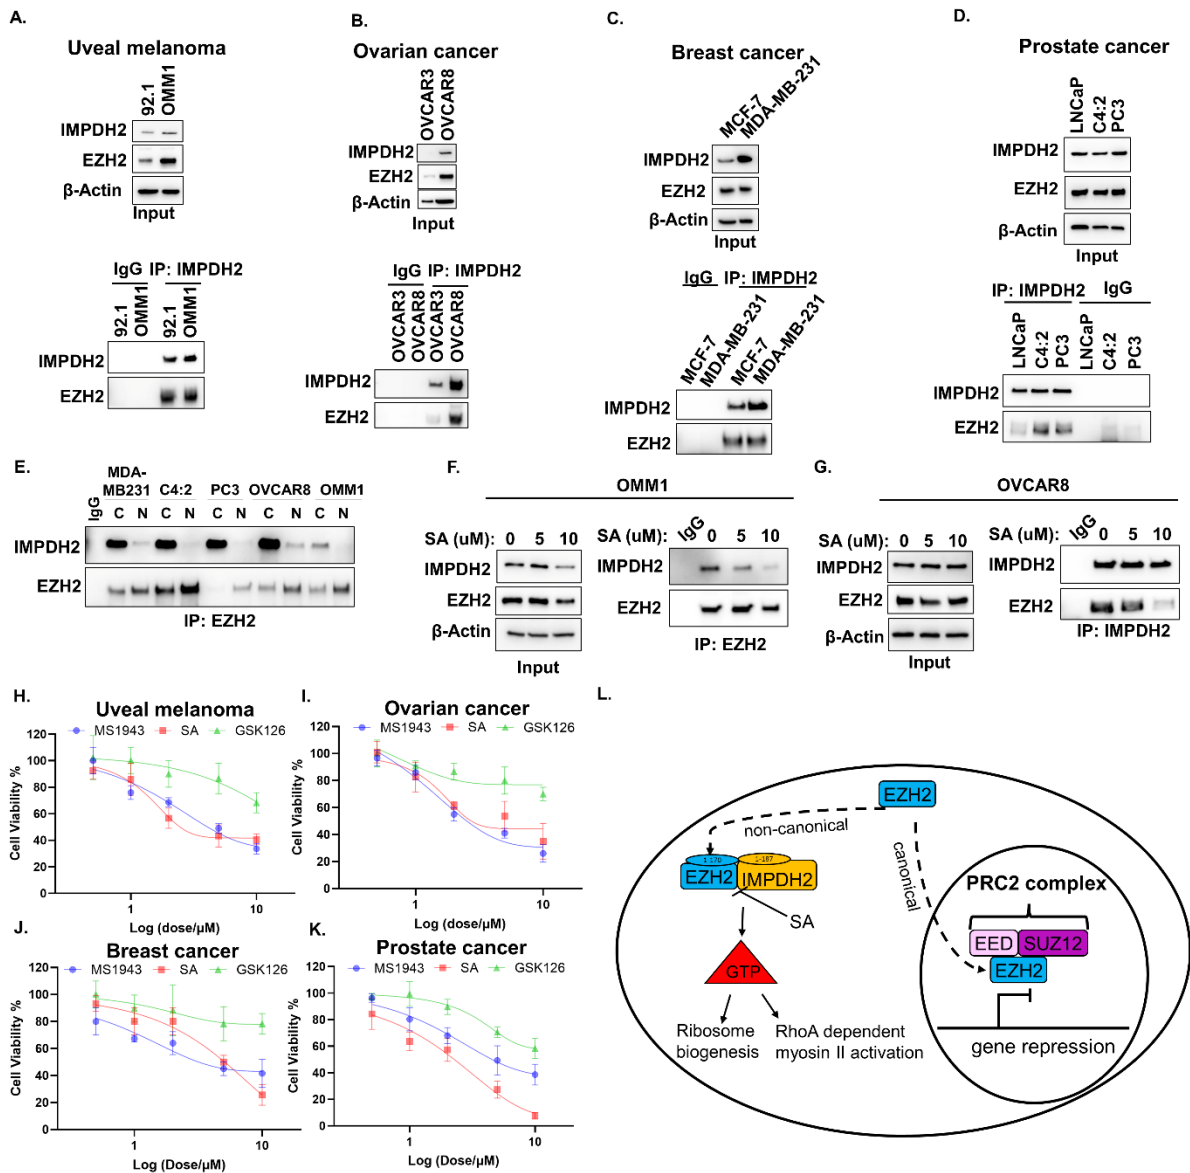 A.
Uveal melanoma
92.1
OMM1
IMPDH2
EZH2
β-Actin
Input
IgG IP: IMPDH2
92.1
OMM1
92.1
OMM1
IMPDH2
EZH2
B.
Ovarian cancer
OVCAR3
OVCAR8
IMPDH2
EZH2
β-Actin
Input
IgG IP: IMPDH2
OVCAR3
OVCAR8
OVCAR3
OVCAR8
IMPDH2
EZH2
C.
Breast cancer
MCF-7
MDA-MB-231
IMPDH2
EZH2
β-Actin
Input
IgG IP: IMPDH2
MCF-7
MDA-MB-231
MCF-7
MDA-MB-231
IMPDH2
EZH2
D.
Prostate cancer
LNCaP
C4:2
PC3
IMPDH2
EZH2
β-Actin
Input
IP: IMPDH2 IgG
LNCaP
C4:2
PC3
LNCaP
C4:2
PC3
IMPDH2
EZH2
E.
IgG
MDA-
MB231 C4:2 PC3 OVCAR8 OMM1
C N C N C N C N C N
IMPDH2
EZH2
IP: EZH2
F.
OMM1
SA (uM): 0 5 10
IMPDH2
EZH2
β-Actin
Input
SA (uM): IgG 0 5 10
IMPDH2
EZH2
IP: EZH2
G.
OVCAR8
SA (uM): 0 5 10
IMPDH2
EZH2
β-Actin
Input
SA (uM): IgG 0 5 10
IMPDH2
EZH2
IP: IMPDH2
H.
Uveal melanoma
MS1943 SA GSK126
Cell Viability %
120
100
80
60
40
20
0
1 10
Log (dose/µM)
I.
Ovarian cancer
MS1943 SA GSK126
Cell Viability %
120
100
80
60
40
20
0
1 10
Log (dose/µM)
J.
Breast cancer
MS1943 SA GSK126
Cell Viability %
120
100
80
60
40
20
0
1 10
Log (Dose/µM)
K.
Prostate cancer
MS1943 SA GSK126
Cell Viability %
120
100
80
60
40
20
0
1 10
Log (Dose/µM)
L.
EZH2
non-canonical
canonical
1-170
1-187
EZH2
IMPDH2
SA
GTP
Ribosome
biogenesis
RhoA dependent
myosin II activation
PRC2 complex
EED
SUZ12
EZH2
gene repression